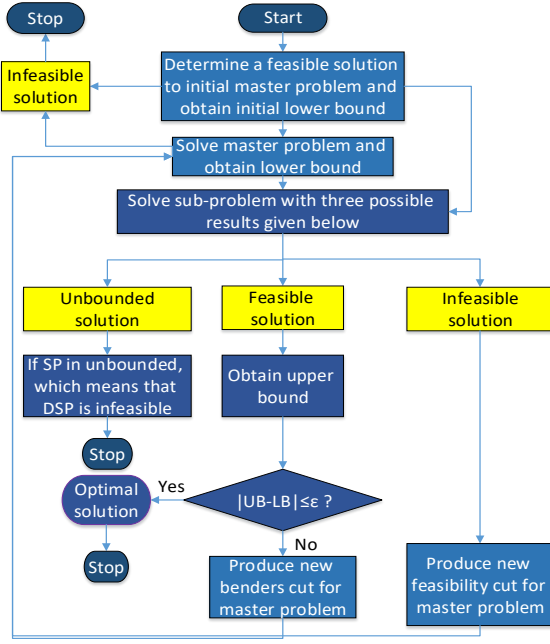 Stop
Start
Infeasible
solution
Determine a feasible solution
to initial master problem and
obtain initial lower bound
Solve master problem and
obtain lower bound
Solve sub-problem with three possible
results given below
Unbounded
solution
Feasible
solution
Infeasible
solution
If SP in unbounded,
which means that
DSP is infeasible
Obtain upper
bound
Stop
Optimal
solution
Yes
|UB-LB|≤ε ?
No
Stop
Produce new
benders cut for
master problem
Produce new
feasibility cut for
master problem